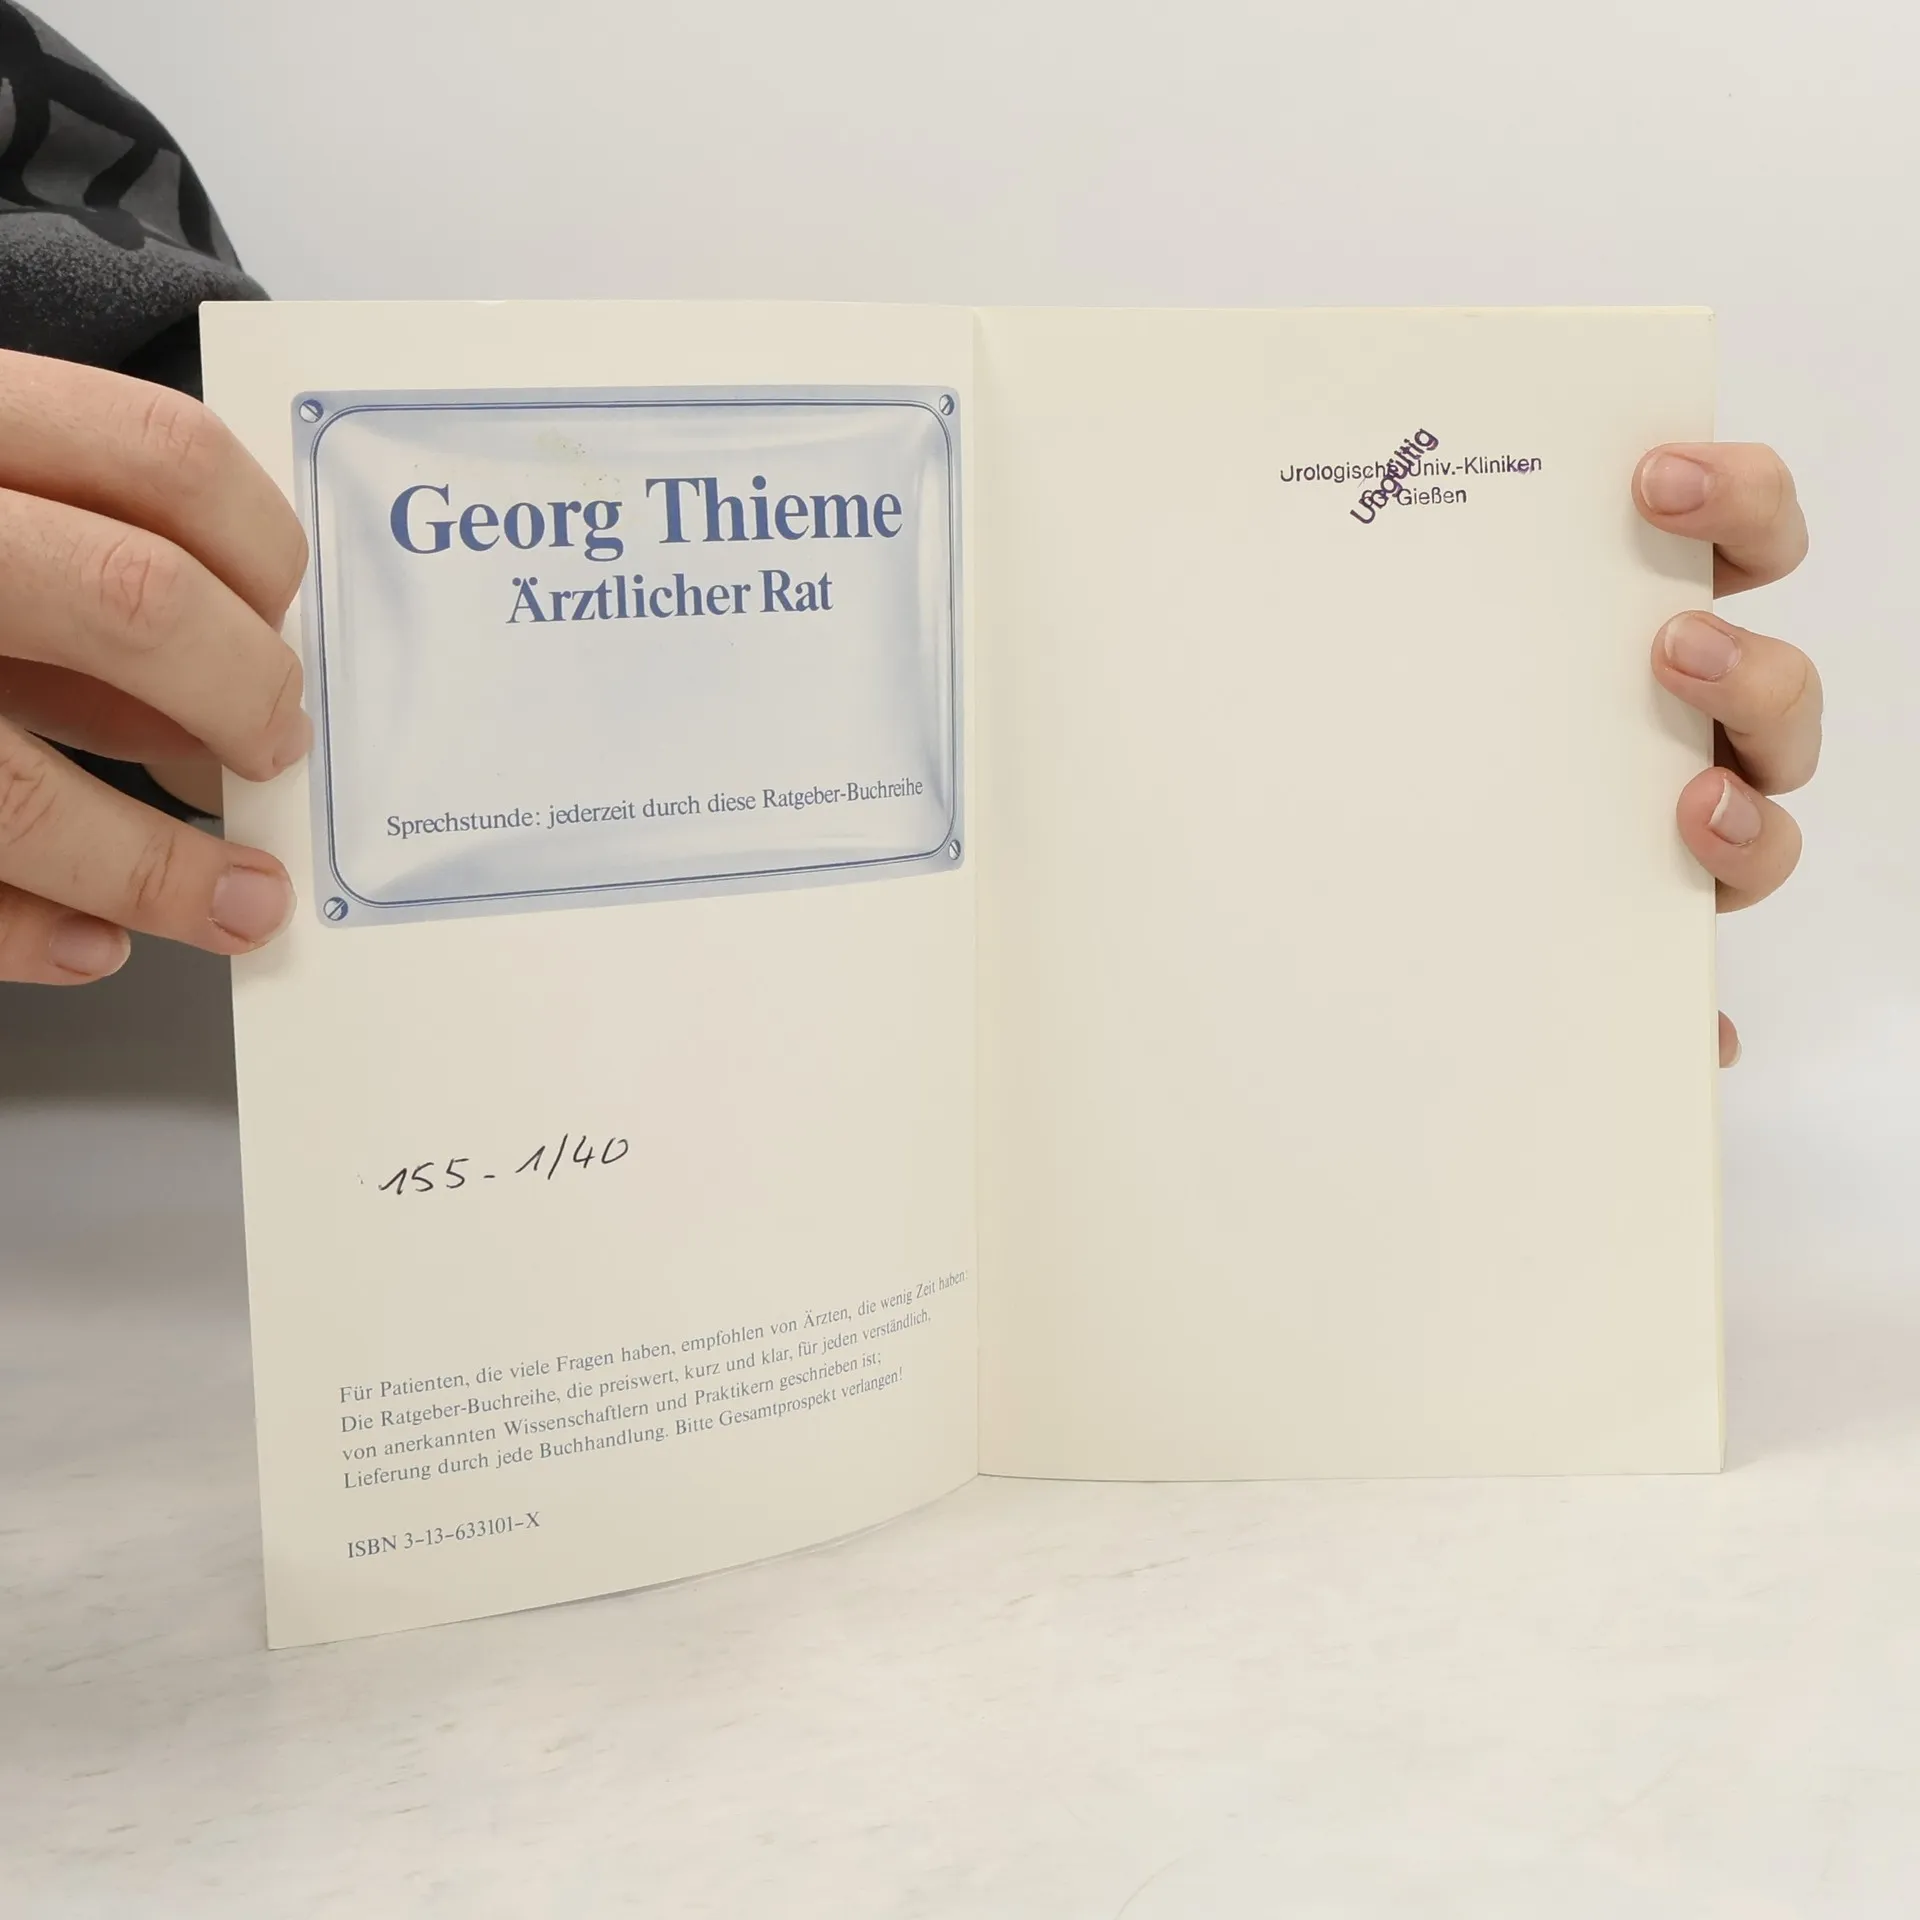 Georg Thieme
Ärztlicher Rat
Sprechstunde: jederzeit durch diese Ratgeber-Buchreihe
155 - 1/40
Für Patienten, die viele Fragen haben, empfohlen von Ärzten, die wenig Zeit haben:
Die Ratgeber-Buchreihe, die preiswert, kurz und klar, für jeden verständlich,
von anerkannten Wissenschaftlern und Praktikern geschrieben ist;
Lieferung durch jede Buchhandlung. Bitte Gesamtprospekt verlangen!
ISBN 3-13-633101-X
Urologische Univ.-Kliniken
Gießen
Ungültig